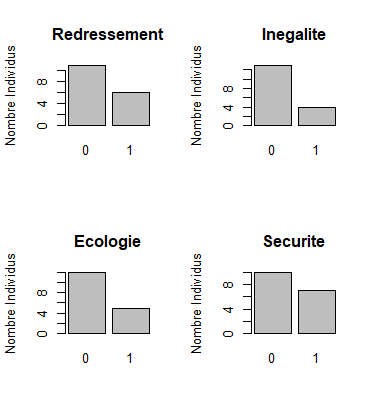 Redressement
Nombre Individus
0 4 8
0 1
Inegalite
Nombre Individus
0 4 8
0 1
Ecologie
Nombre Individus
0 4 8
0 1
Securite
Nombre Individus
0 4 8
0 1